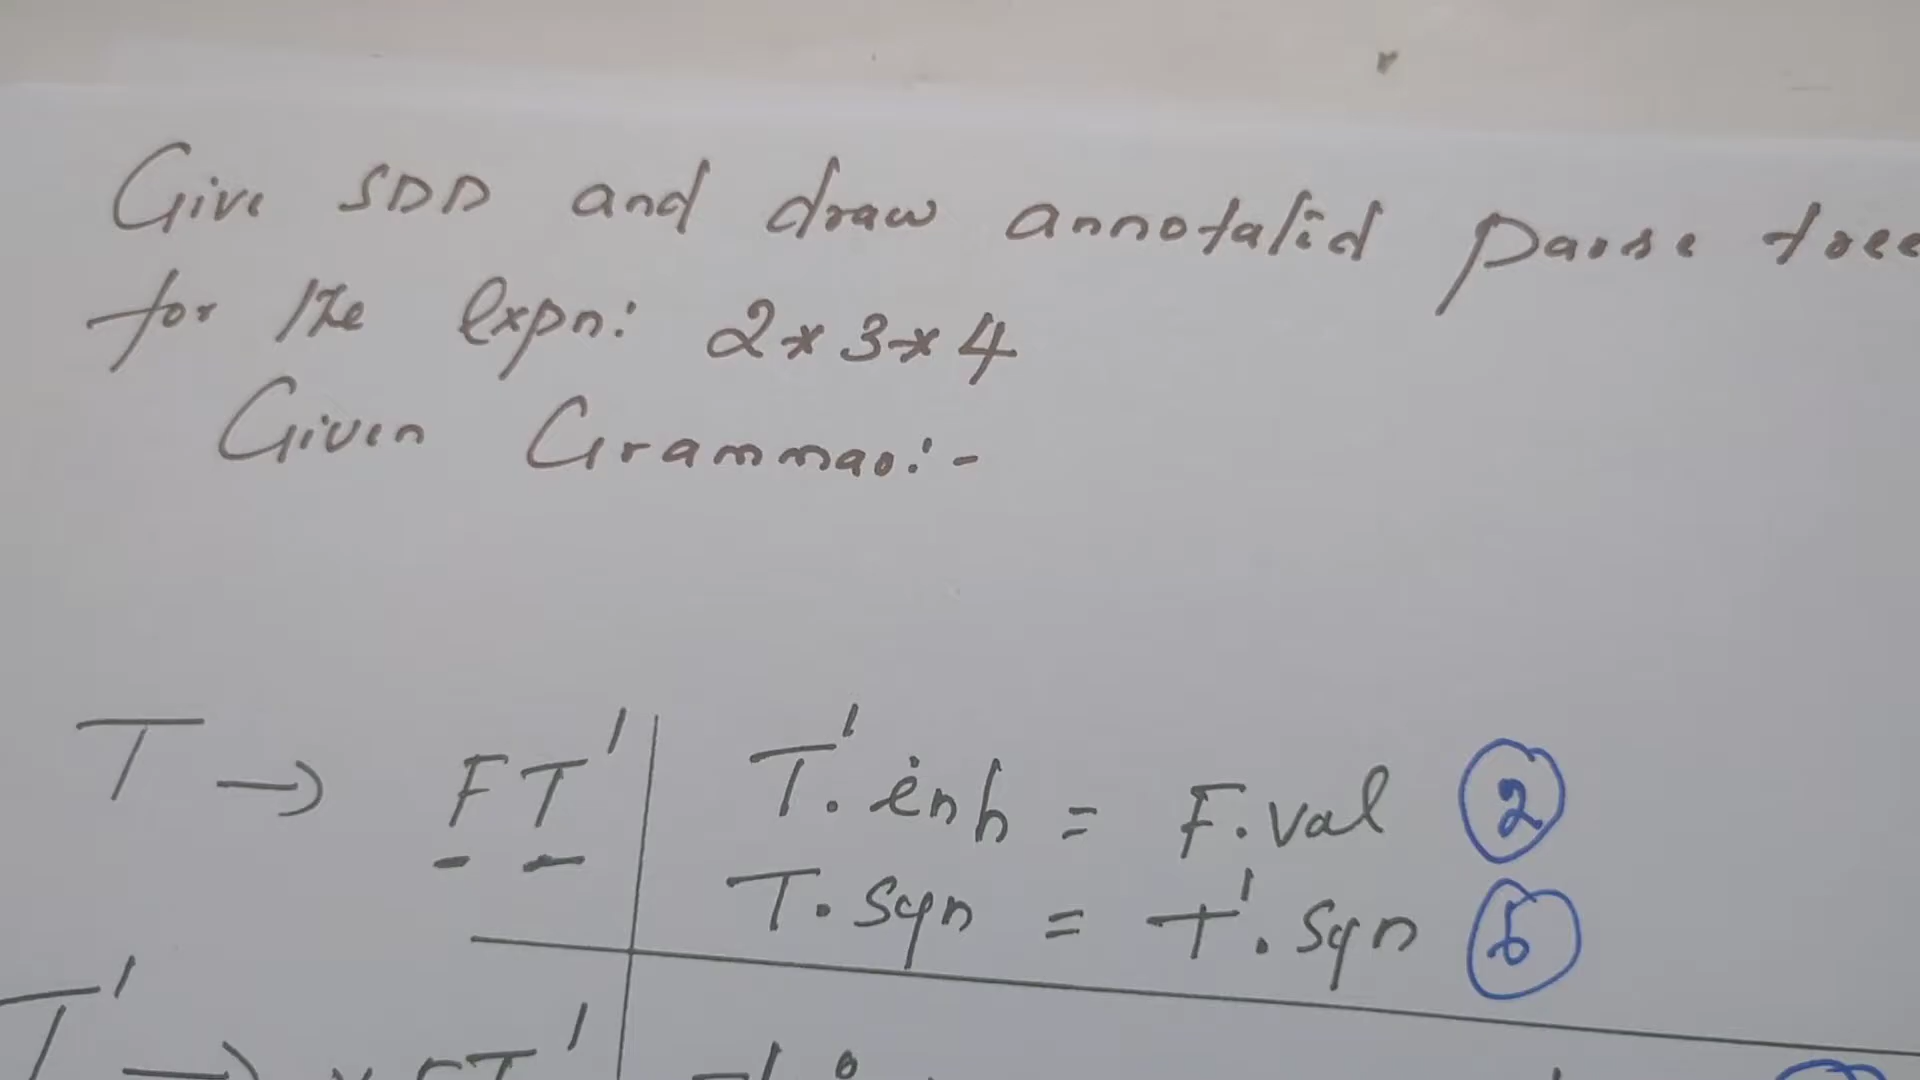 Give SDD and draw annotated parse tree
for the expn: 2*3*4
Given Grammar:-
T → FT' T'.inh = F.val 2
T.syn = T'.syn 5
T' → T'